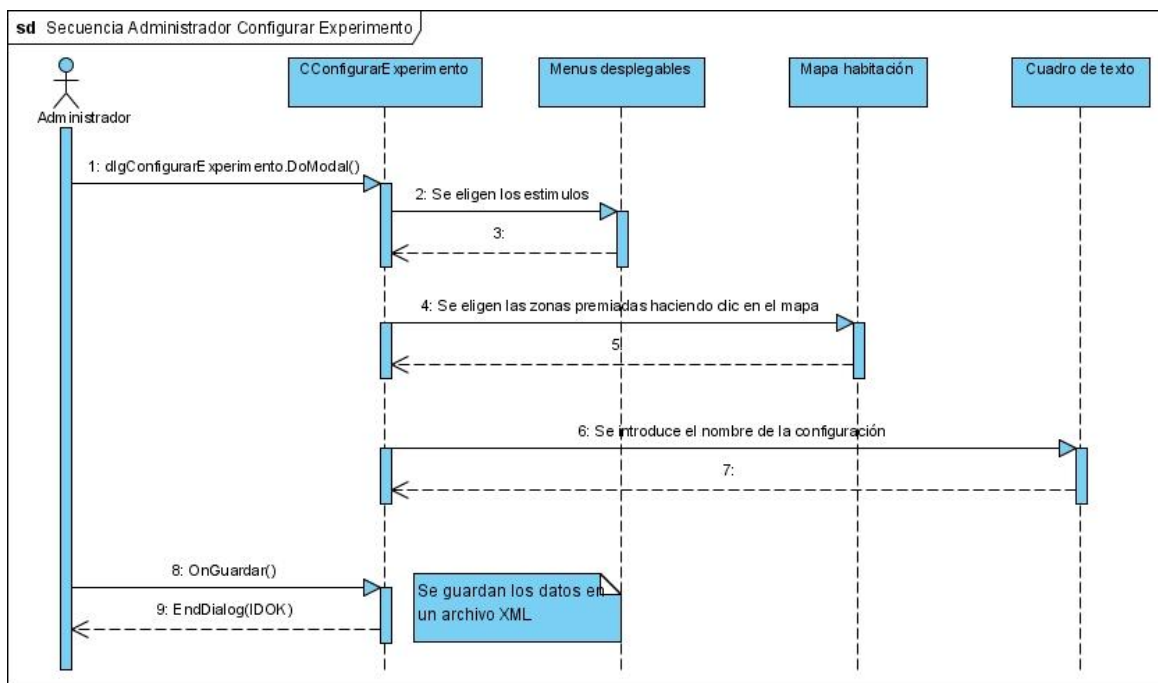 sd Secuencia Administrador Configurar Experimento
CConfigurarExperimento
Menus desplegables
Mapa habitación
Cuadro de texto
Administrador
1: dlgConfigurarExperimento.DoModal()
2: Se eligen los estimulos
3:
4: Se eligen las zonas premiadas haciendo clic en el mapa
5:
6: Se introduce el nombre de la configuración
7:
8: OnGuardar()
Se guardan los datos en
un archivo XML
9: EndDialog(IDOK)